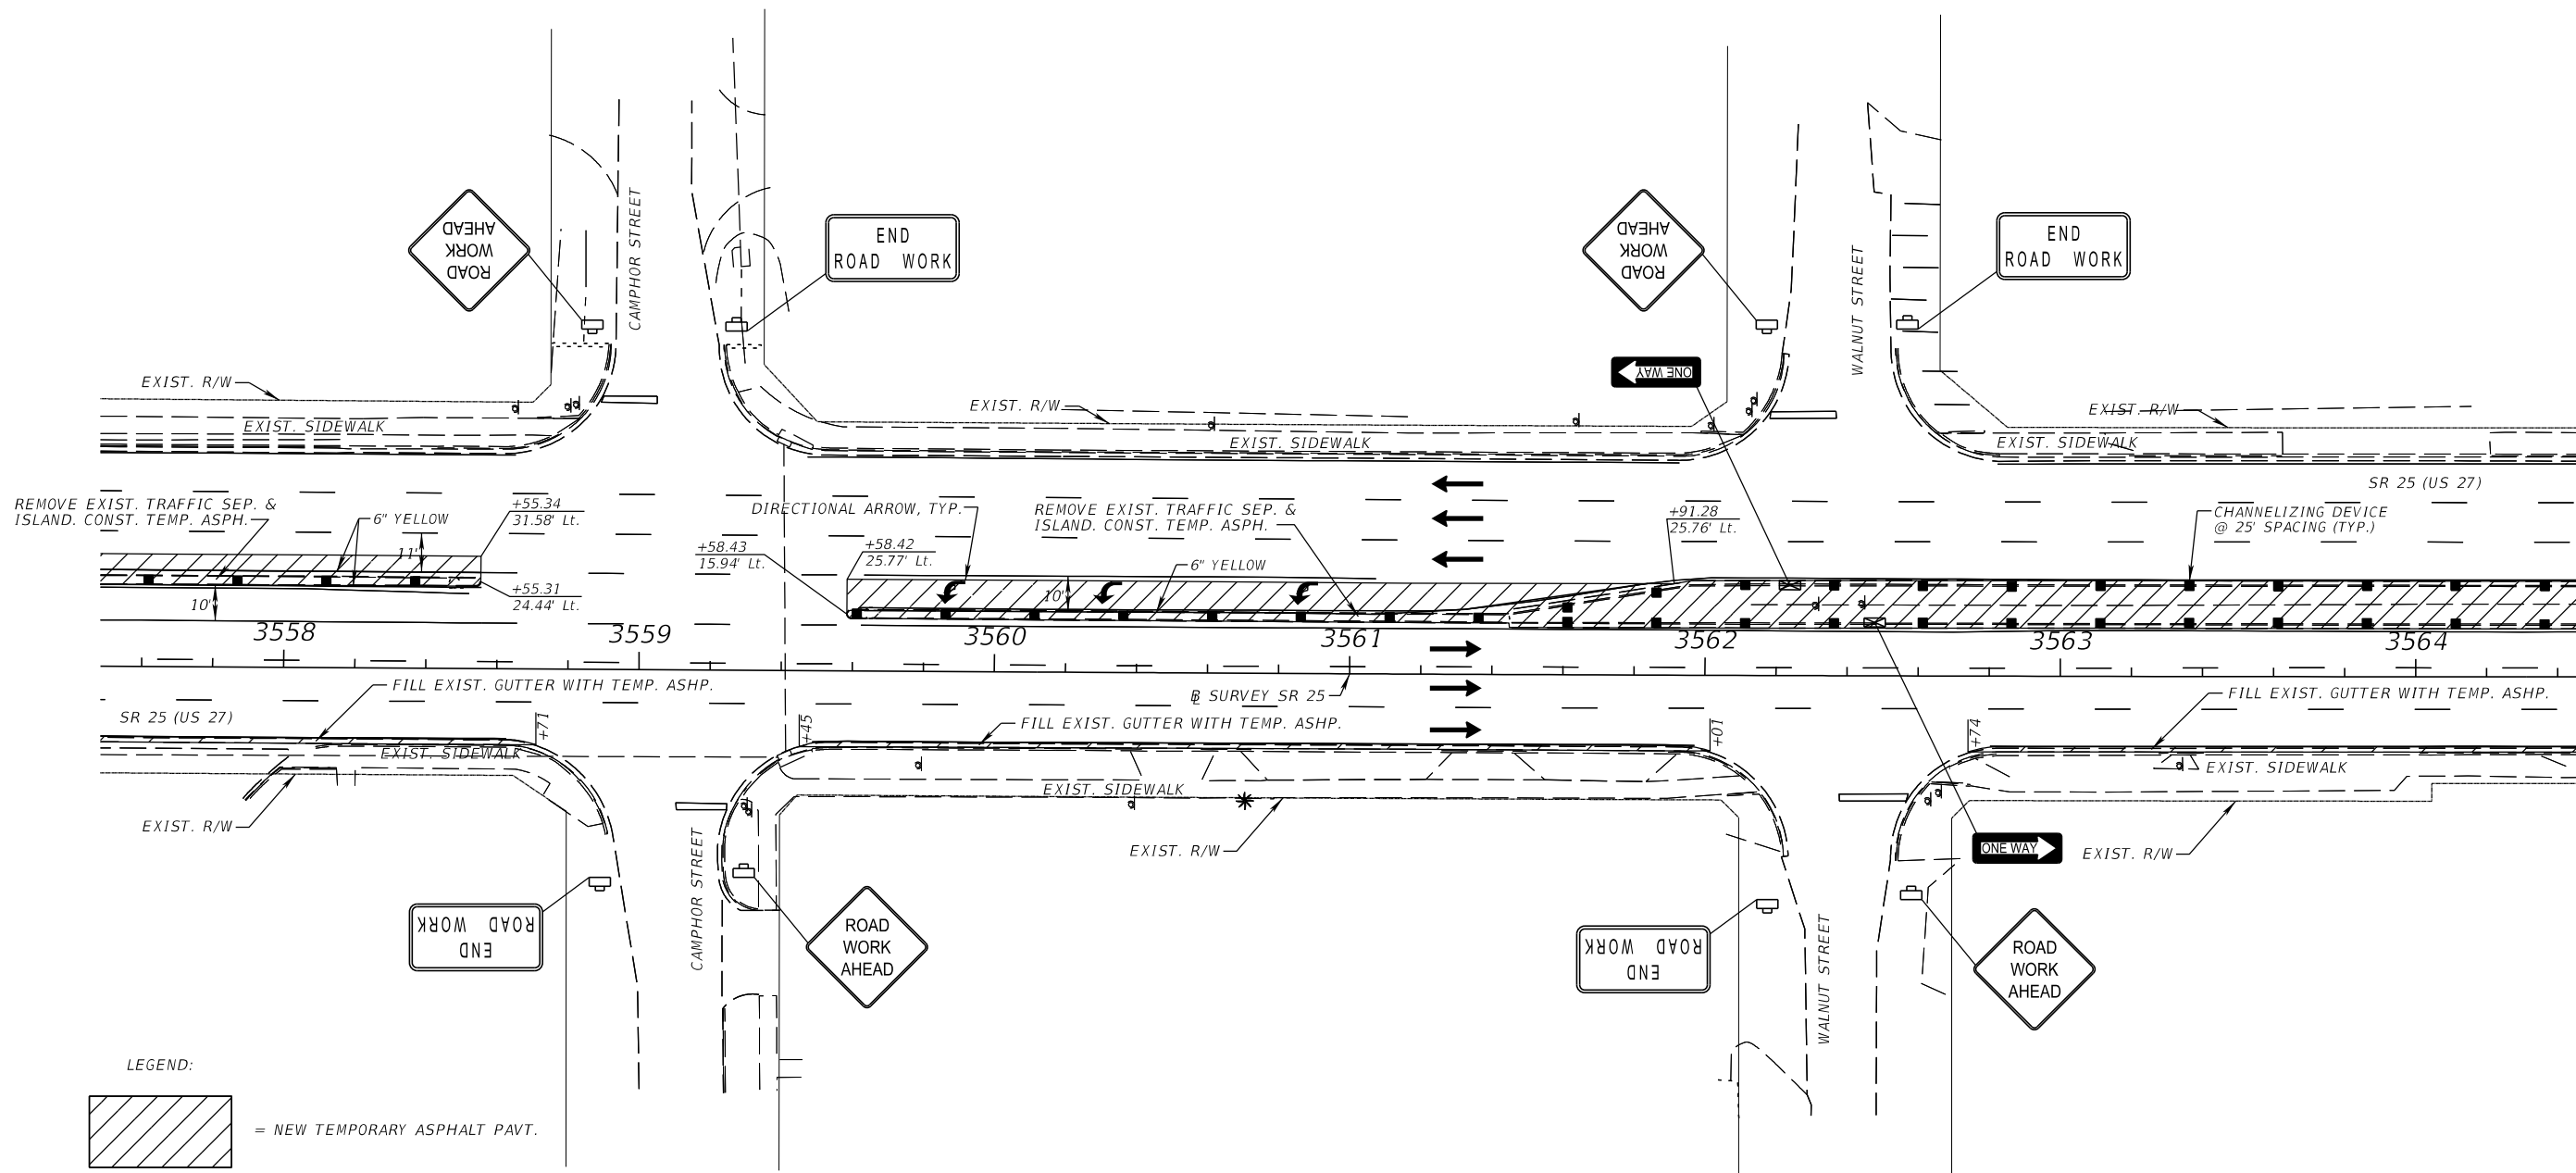 ROAD
WORK
AHEAD
CAMPHOR STREET
END
ROAD WORK
ROAD
WORK
AHEAD
WALNUT STREET
END
ROAD WORK
ONE WAY
EXIST. R/W
EXIST. SIDEWALK
EXIST. R/W
EXIST. SIDEWALK
EXIST. R/W
EXIST. SIDEWALK
SR 25 (US 27)
REMOVE EXIST. TRAFFIC SEP. &
ISLAND. CONST. TEMP. ASPH.
6" YELLOW
11'
+55.34
31.58' Lt.
DIRECTIONAL ARROW, TYP.
REMOVE EXIST. TRAFFIC SEP. &
ISLAND. CONST. TEMP. ASPH.
+91.28
25.76' Lt.
CHANNELIZING DEVICE
@ 25' SPACING (TYP.)
+58.43
15.94' Lt.
+58.42
25.77' Lt.
6" YELLOW
10'
10'
+55.31
24.44' Lt.
3558
3559
3560
3561
3562
3563
3564
FILL EXIST. GUTTER WITH TEMP. ASHP.
B SURVEY SR 25
FILL EXIST. GUTTER WITH TEMP. ASHP.
SR 25 (US 27)
+71
+45
FILL EXIST. GUTTER WITH TEMP. ASHP.
+01
+74
EXIST. SIDEWALK
EXIST. SIDEWALK
EXIST. SIDEWALK
EXIST. R/W
EXIST. R/W
EXIST. R/W
ONE WAY
END
ROAD WORK
CAMPHOR STREET
ROAD
WORK
AHEAD
END
ROAD WORK
WALNUT STREET
ROAD
WORK
AHEAD
LEGEND:
= NEW TEMPORARY ASPHALT PAVT.